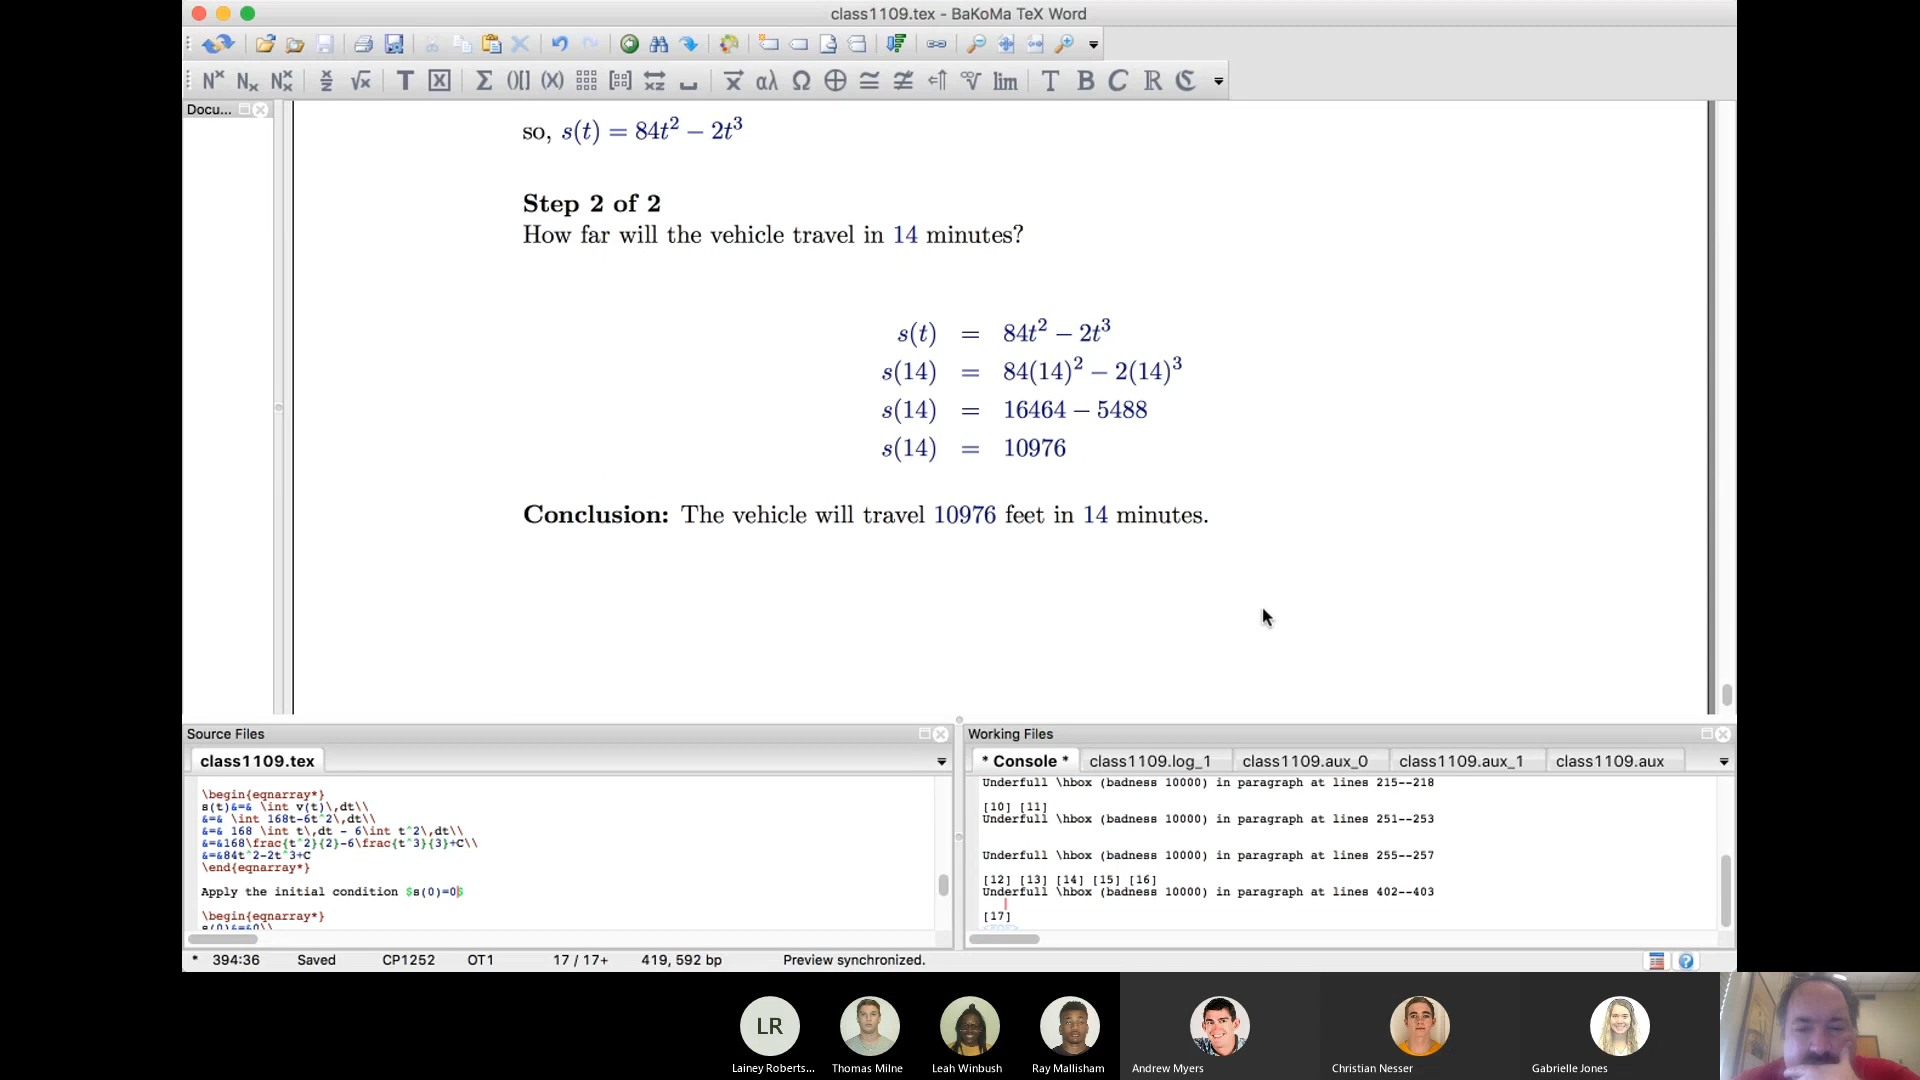 class1109.tex - BaKoMa TeX Word
Docu...
so, s(t) = 84t² − 2t³
Step 2 of 2
How far will the vehicle travel in 14 minutes?
s(t) = 84t² − 2t³
s(14) = 84(14)² − 2(14)³
s(14) = 16464 − 5488
s(14) = 10976
Conclusion: The vehicle will travel 10976 feet in 14 minutes.
Source Files
class1109.tex
\begin{eqnarray*}
s(t)&=& \int v(t)\,dt\\
&=& \int 168t-6t^2\,dt\\
&=& 168 \int t\,dt - 6\int t^2\,dt\\
&=&168\frac{t^2}{2}-6\frac{t^3}{3}+C\\
&=&84t^2-2t^3+C
\end{eqnarray*}
Apply the initial condition $s(0)=0$
\begin{eqnarray*}
s(0)&=&0\\
Working Files
* Console * class1109.log_1 class1109.aux_0 class1109.aux_1 class1109.aux
Underfull \hbox (badness 10000) in paragraph at lines 215--218
[10] [11]
Underfull \hbox (badness 10000) in paragraph at lines 251--253
Underfull \hbox (badness 10000) in paragraph at lines 255--257
[12] [13] [14] [15] [16]
Underfull \hbox (badness 10000) in paragraph at lines 402--403
[17]
* 394:36 Saved CP1252 OT1 17 / 17+ 419, 592 bp Preview synchronized.
LR
Lainey Roberts... Thomas Milne Leah Winbush Ray Mallisham Andrew Myers Christian Nesser Gabrielle Jones